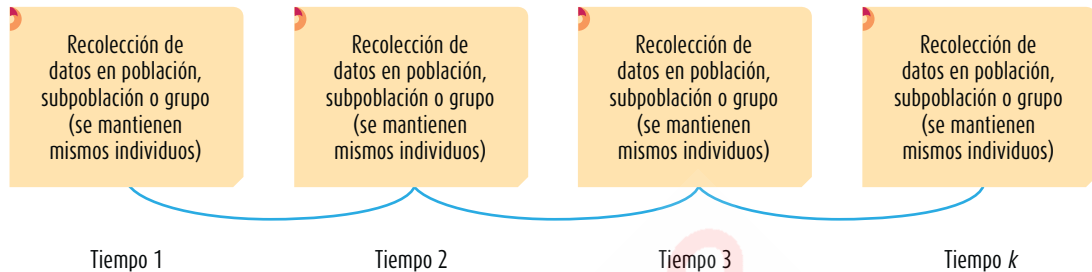 Recolección de
datos en población,
subpoblación o grupo
(se mantienen
mismos individuos)
Recolección de
datos en población,
subpoblación o grupo
(se mantienen
mismos individuos)
Recolección de
datos en población,
subpoblación o grupo
(se mantienen
mismos individuos)
Recolección de
datos en población,
subpoblación o grupo
(se mantienen
mismos individuos)
Tiempo 1
Tiempo 2
Tiempo 3
Tiempo k